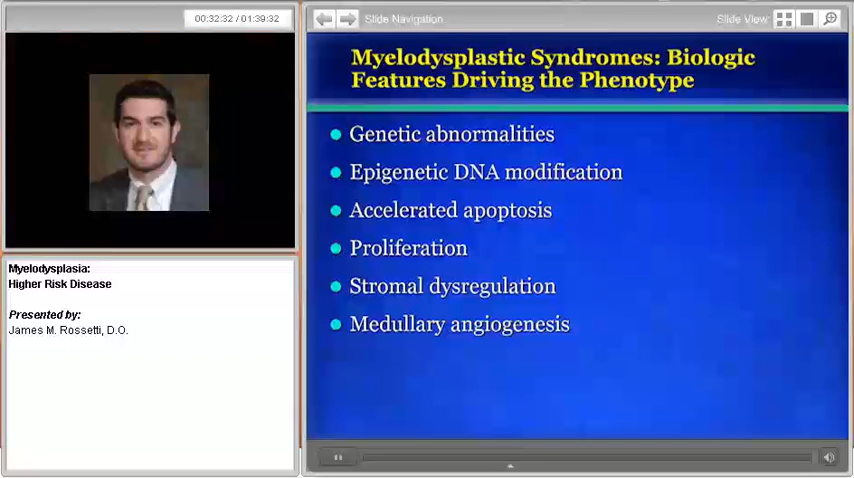 00:32:32 / 01:39:32
Slide Navigation
Slide View:
Myelodysplastic Syndromes: Biologic
Features Driving the Phenotype
Genetic abnormalities
Epigenetic DNA modification
Accelerated apoptosis
Proliferation
Stromal dysregulation
Medullary angiogenesis
Myelodysplasia:
Higher Risk Disease
Presented by:
James M. Rossetti, D.O.